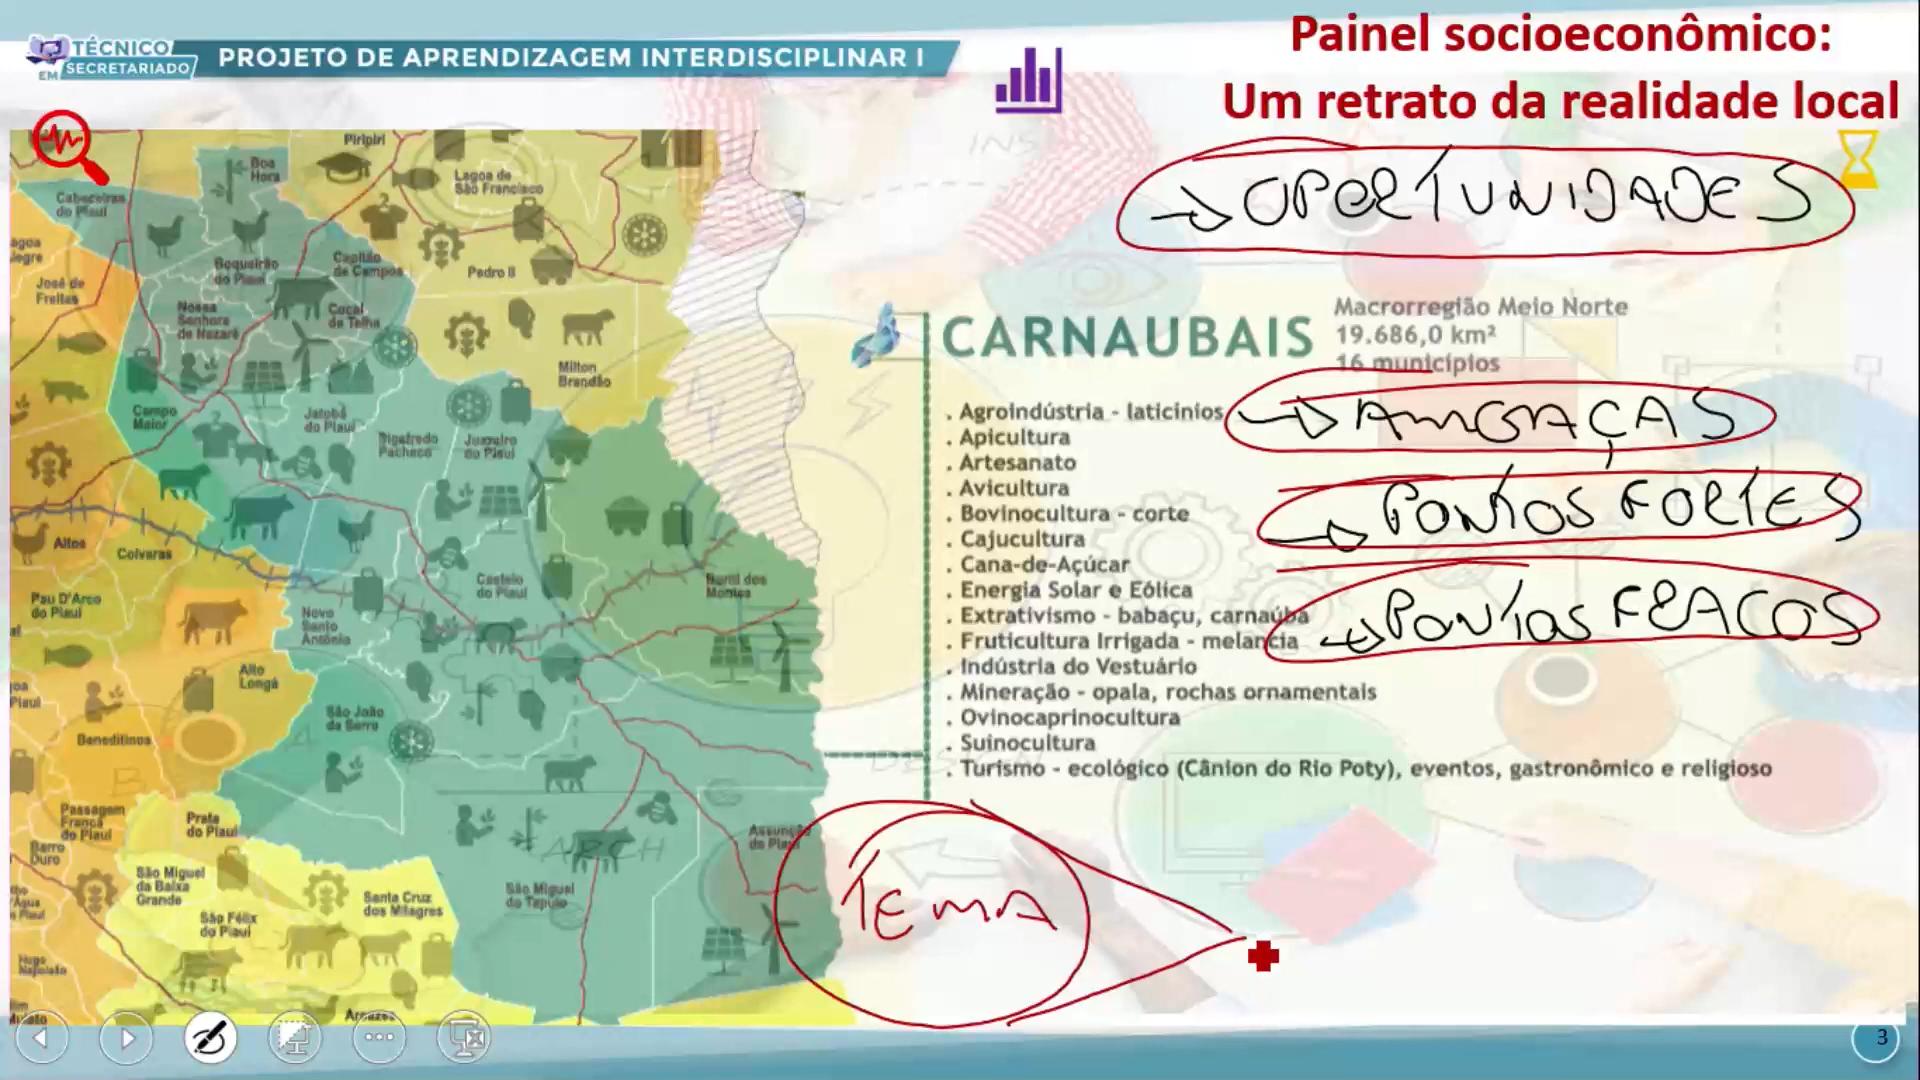 TÉCNICO
EM SECRETARIADO
PROJETO DE APRENDIZAGEM INTERDISCIPLINAR I
Painel socioeconômico:
Um retrato da realidade local
OPORTUNIDADES
CARNAUBAIS
Macrorregião Meio Norte
19.686,0 km²
16 municípios
. Agroindústria - laticínios
. Apicultura
. Artesanato
. Avicultura
. Bovinocultura - corte
. Cajucultura
. Cana-de-Açúcar
. Energia Solar e Eólica
. Extrativismo - babaçu, carnaúba
. Fruticultura Irrigada - melancia
. Indústria do Vestuário
. Mineração - opala, rochas ornamentais
. Ovinocaprinocultura
. Suinocultura
. Turismo - ecológico (Cânion do Rio Poty), eventos, gastronômico e religioso
AMEAÇAS
PONTOS FORTES
PONTOS FRACOS
TEMA
Piripiri
Boa
Hora
Lagoa de
São Francisco
Cabeceiras
do Piauí
Boqueirão
do Piauí
Capitão
de Campos
Pedro II
José de
Freitas
Nossa
Senhora
de Nazaré
Cocal
de Telha
Milton
Brandão
Campo
Maior
Jatobá
do Piauí
Sigefredo
Pacheco
Juazeiro
do Piauí
Altos
Coivaras
Pau D'Arco
do Piauí
Novo
Santo
Antônio
Castelo
do Piauí
Buriti dos
Montes
Alto
Longá
São João
da Serra
Beneditinos
Passagem
Franca
do Piauí
Prata
do Piauí
Barro
Duro
Assunção
do Piauí
São Miguel
da Baixa
Grande
Santa Cruz
dos Milagres
São Miguel
do Tapuio
São Félix
do Piauí
Hugo
Napoleão
Aroazes
INS
ARCH
B
3